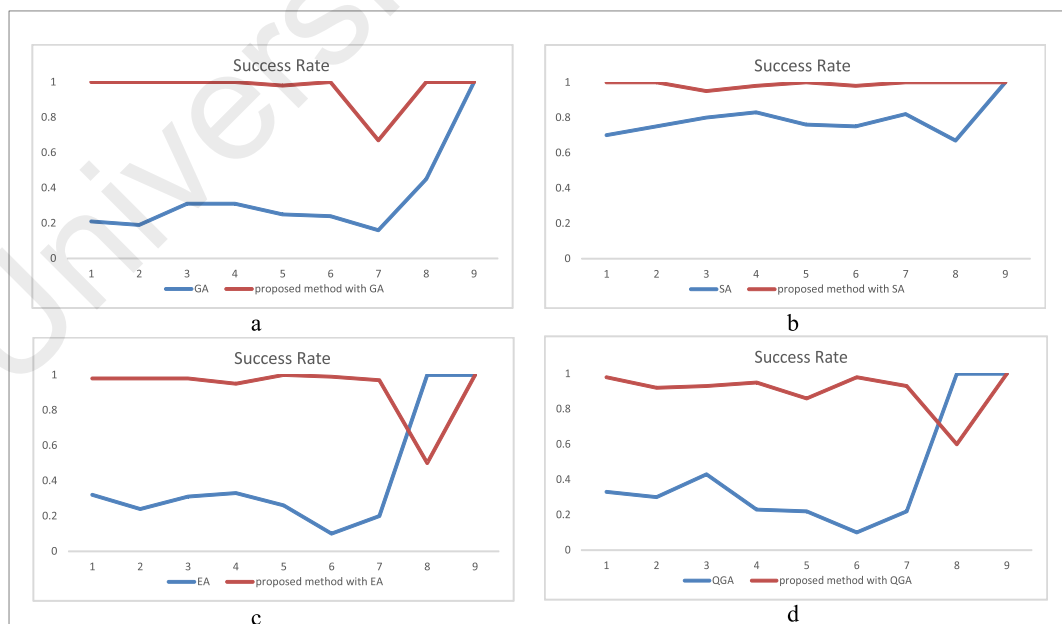 Universi
Success Rate
1
0.8
0.6
0.4
0.2
0
1 2 3 4 5 6 7 8 9
GA proposed method with GA
a
Success Rate
1
0.8
0.6
0.4
0.2
0
1 2 3 4 5 6 7 8 9
SA proposed method with SA
b
Success Rate
1
0.8
0.6
0.4
0.2
0
1 2 3 4 5 6 7 8 9
EA proposed method with EA
c
Success Rate
1
0.8
0.6
0.4
0.2
0
1 2 3 4 5 6 7 8 9
QGA proposed method with QGA
d